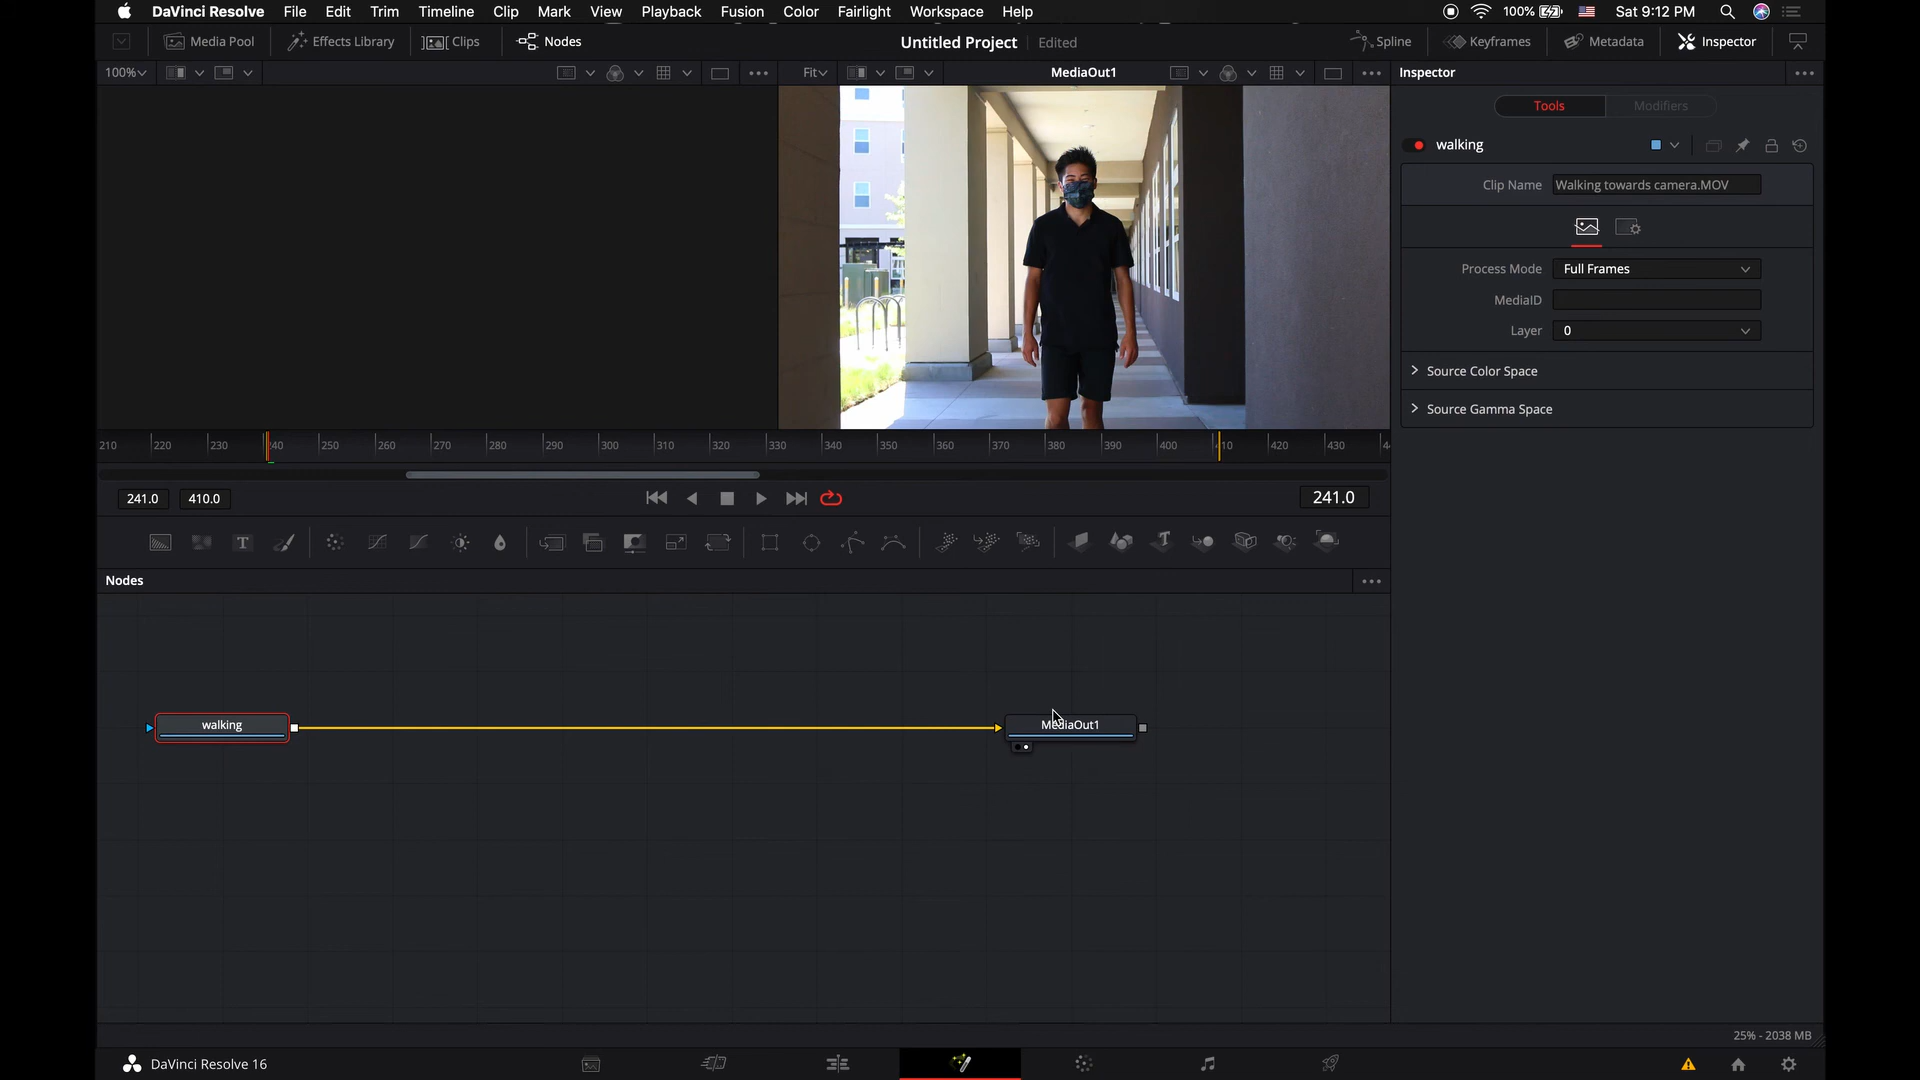 DaVinci Resolve File Edit Trim Timeline Clip Mark View Playback Fusion Color Fairlight Workspace Help 100% Sat 9:12 PM
Media Pool Effects Library Clips Nodes Untitled Project Edited Spline Keyframes Metadata Inspector
100% Fit MediaOut1 Inspector
Tools Modifiers
walking
Clip Name Walking towards camera.MOV
Process Mode Full Frames
MediaID
Layer 0
Source Color Space
Source Gamma Space
210 220 230 240 250 260 270 280 290 300 310 320 330 340 350 360 370 380 390 400 410 420 430
241.0 410.0 241.0
Nodes
walking MediaOut1
25% - 2038 MB
DaVinci Resolve 16